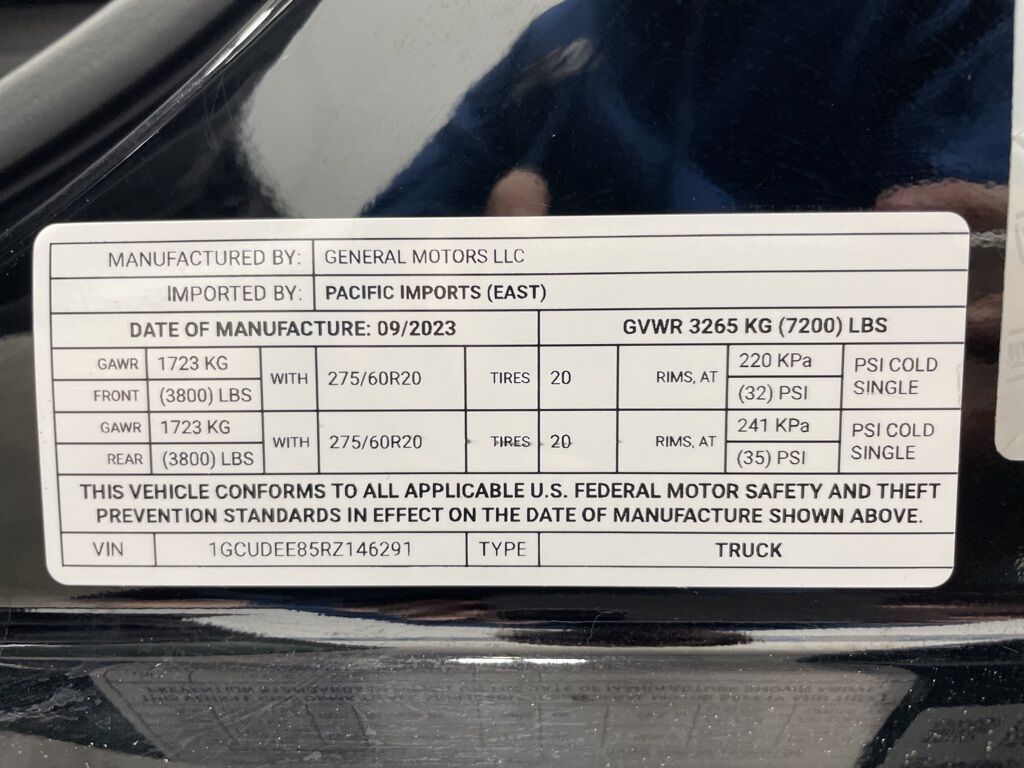 MANUFACTURED BY: GENERAL MOTORS LLC
IMPORTED BY: PACIFIC IMPORTS (EAST)
DATE OF MANUFACTURE: 09/2023 GVWR 3265 KG (7200) LBS
GAWR FRONT 1723 KG (3800) LBS WITH 275/60R20 TIRES 20 RIMS, AT 220 KPa (32) PSI PSI COLD SINGLE
GAWR REAR 1723 KG (3800) LBS WITH 275/60R20 TIRES 20 RIMS, AT 241 KPa (35) PSI PSI COLD SINGLE
THIS VEHICLE CONFORMS TO ALL APPLICABLE U.S. FEDERAL MOTOR SAFETY AND THEFT
PREVENTION STANDARDS IN EFFECT ON THE DATE OF MANUFACTURE SHOWN ABOVE.
VIN 1GCUDEE85RZ146291 TYPE TRUCK